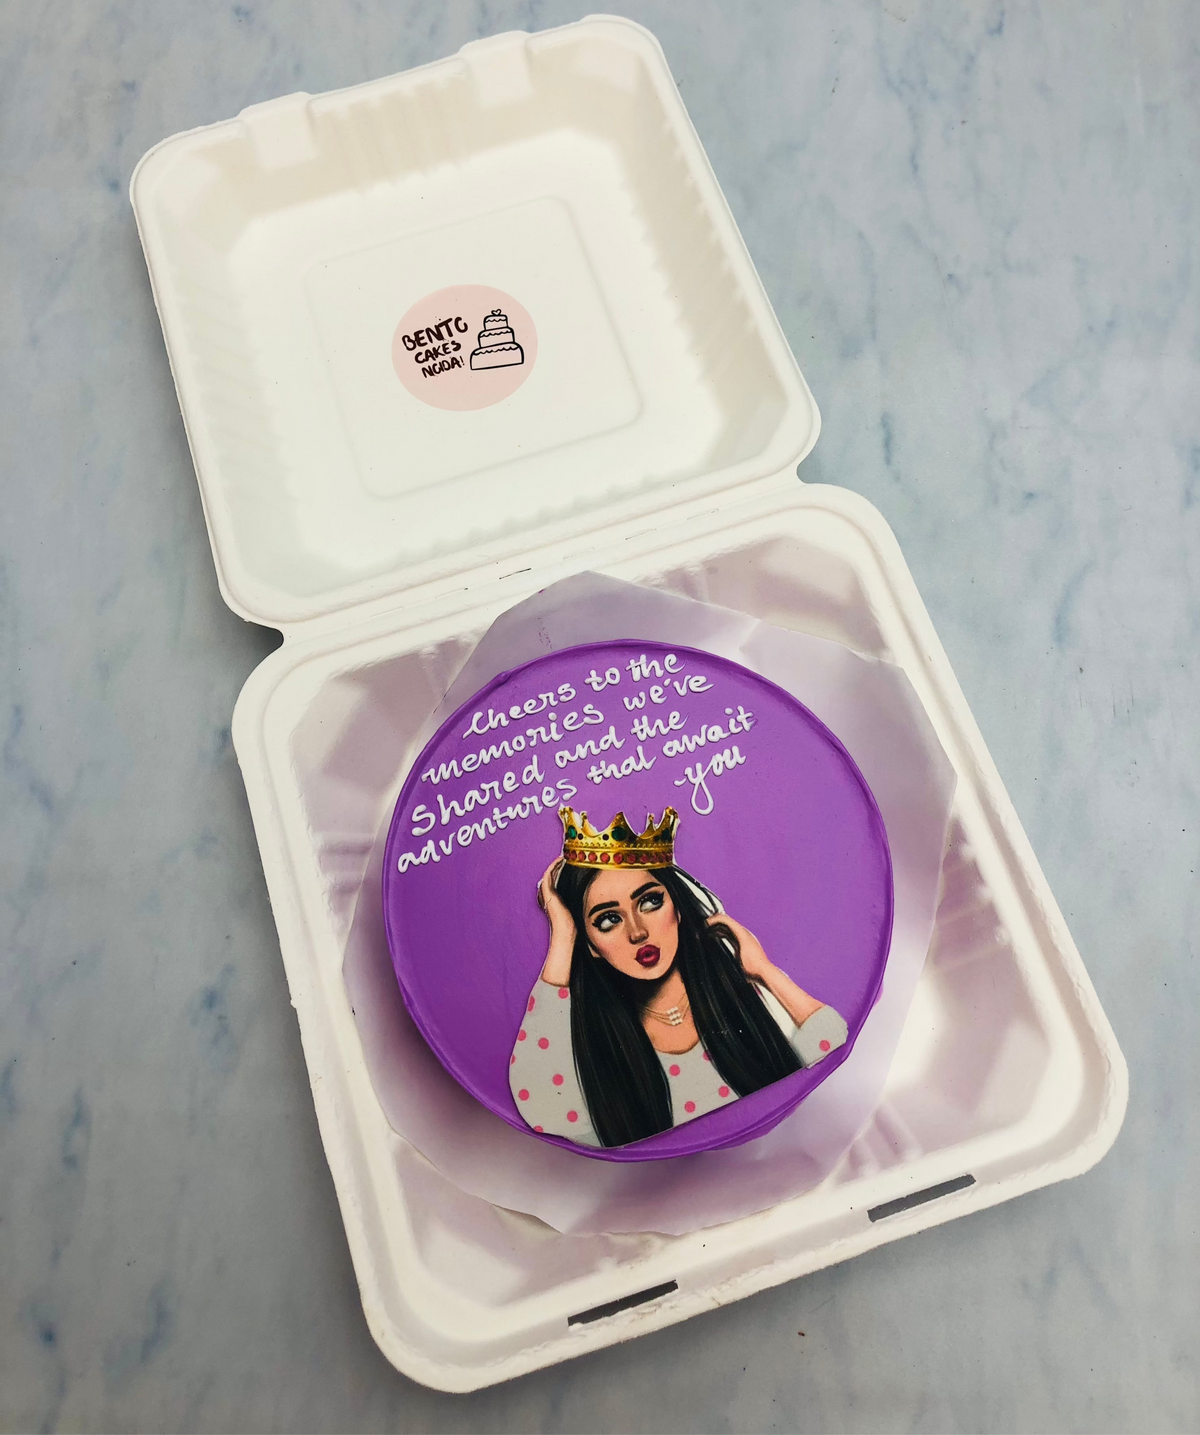 BENTO
CAKES
NOIDA!
Cheers to the
memories we've
Shared and the
adventures that await
you